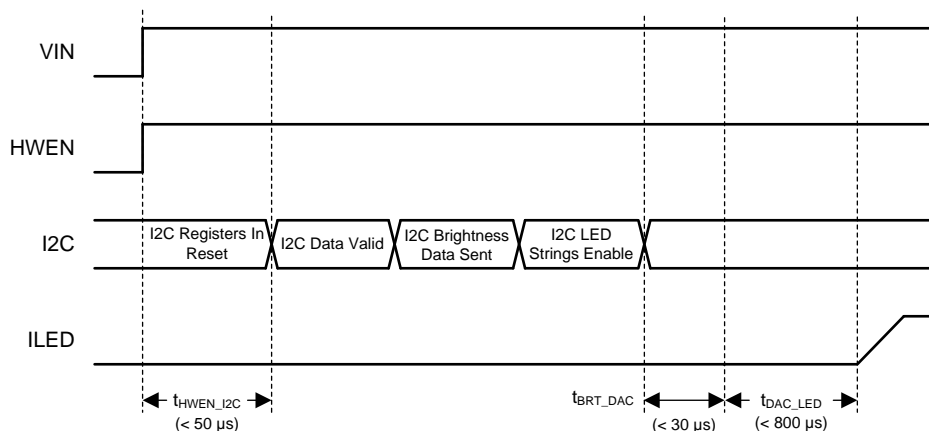 VIN
HWEN
I2C
I2C Registers In
Reset
I2C Data Valid
I2C Brightness
Data Sent
I2C LED
Strings Enable
ILED
tHWEN_I2C
(< 50 µs)
tBRT_DAC
(< 30 µs)
tDAC_LED
(< 800 µs)